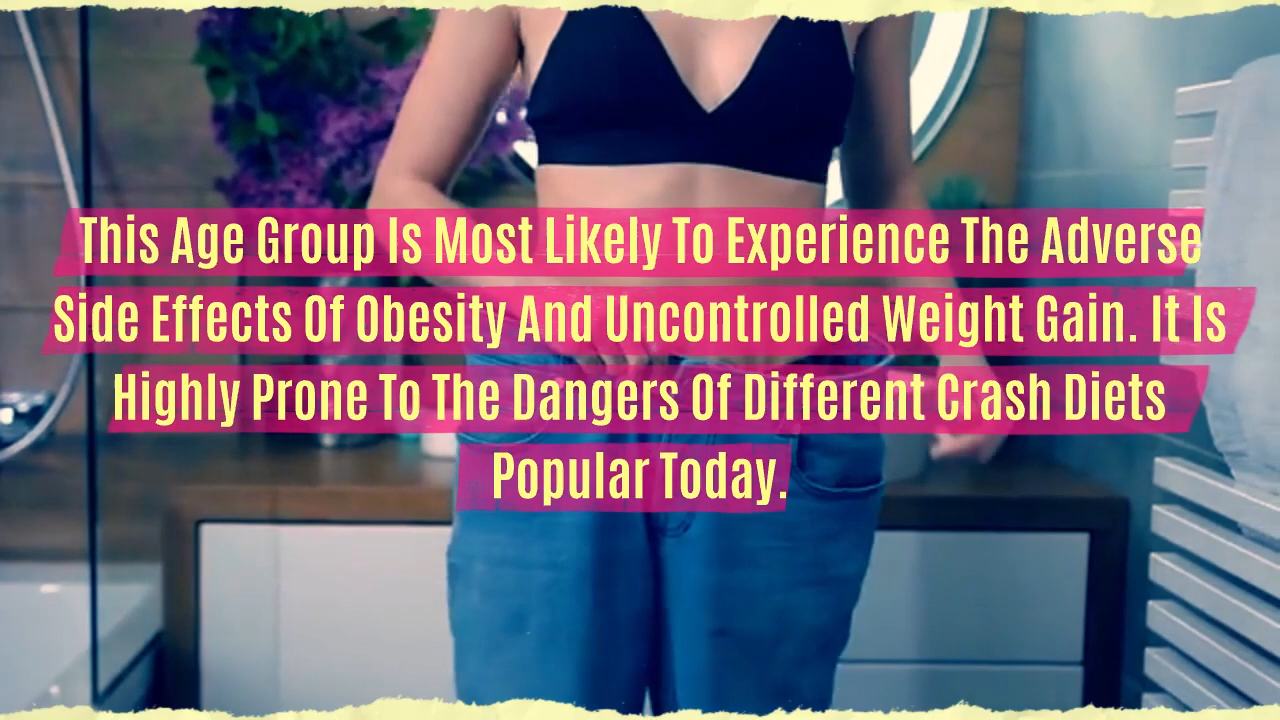 This Age Group Is Most Likely To Experience The Adverse
Side Effects Of Obesity And Uncontrolled Weight Gain. It Is
Highly Prone To The Dangers Of Different Crash Diets
Popular Today.